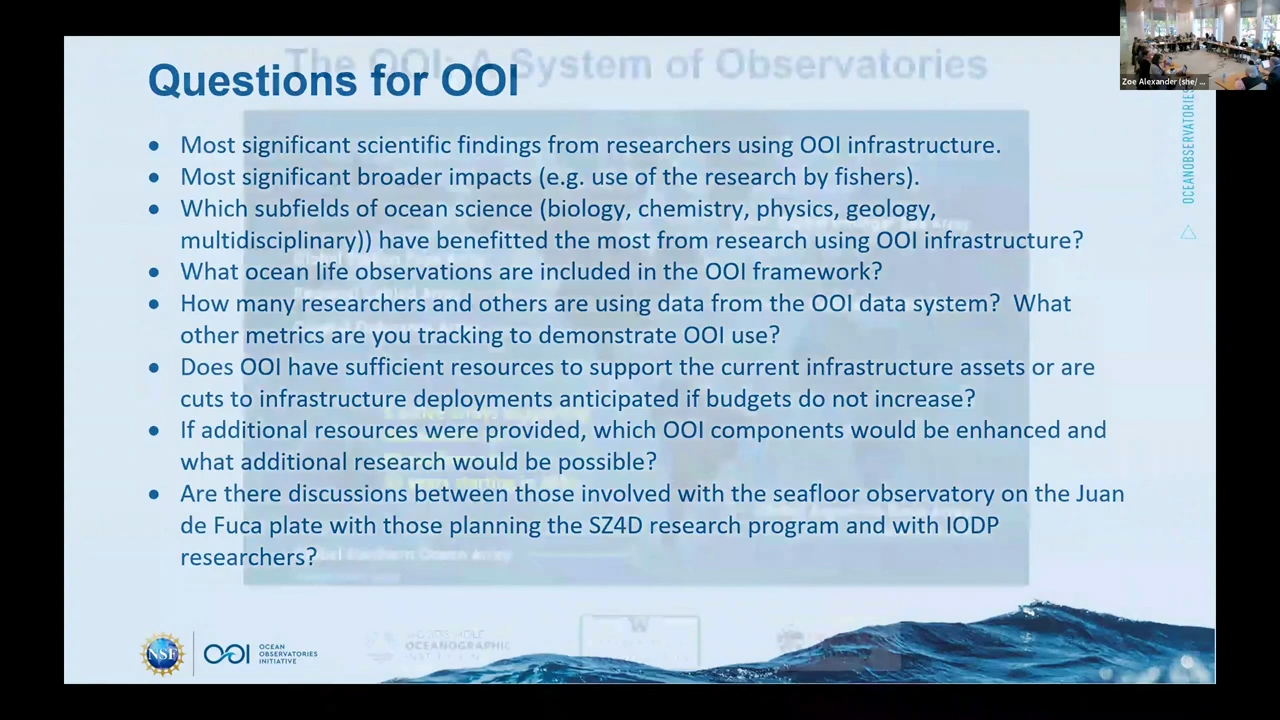 The OOI: A System of Observatories
Questions for OOI
Zoe Alexander (she/ ...
OCEANOBSERVATORIES
• Most significant scientific findings from researchers using OOI infrastructure.
• Most significant broader impacts (e.g. use of the research by fishers).
• Which subfields of ocean science (biology, chemistry, physics, geology,
multidisciplinary)) have benefitted the most from research using OOI infrastructure?
• What ocean life observations are included in the OOI framework?
• How many researchers and others are using data from the OOI data system?  What
other metrics are you tracking to demonstrate OOI use?
• Does OOI have sufficient resources to support the current infrastructure assets or are
cuts to infrastructure deployments anticipated if budgets do not increase?
• If additional resources were provided, which OOI components would be enhanced and
what additional research would be possible?
• Are there discussions between those involved with the seafloor observatory on the Juan
de Fuca plate with those planning the SZ4D research program and with IODP
researchers?
NSF
OOI
OCEAN
OBSERVATORIES
INITIATIVE
OCEANOGRAPHIC
W